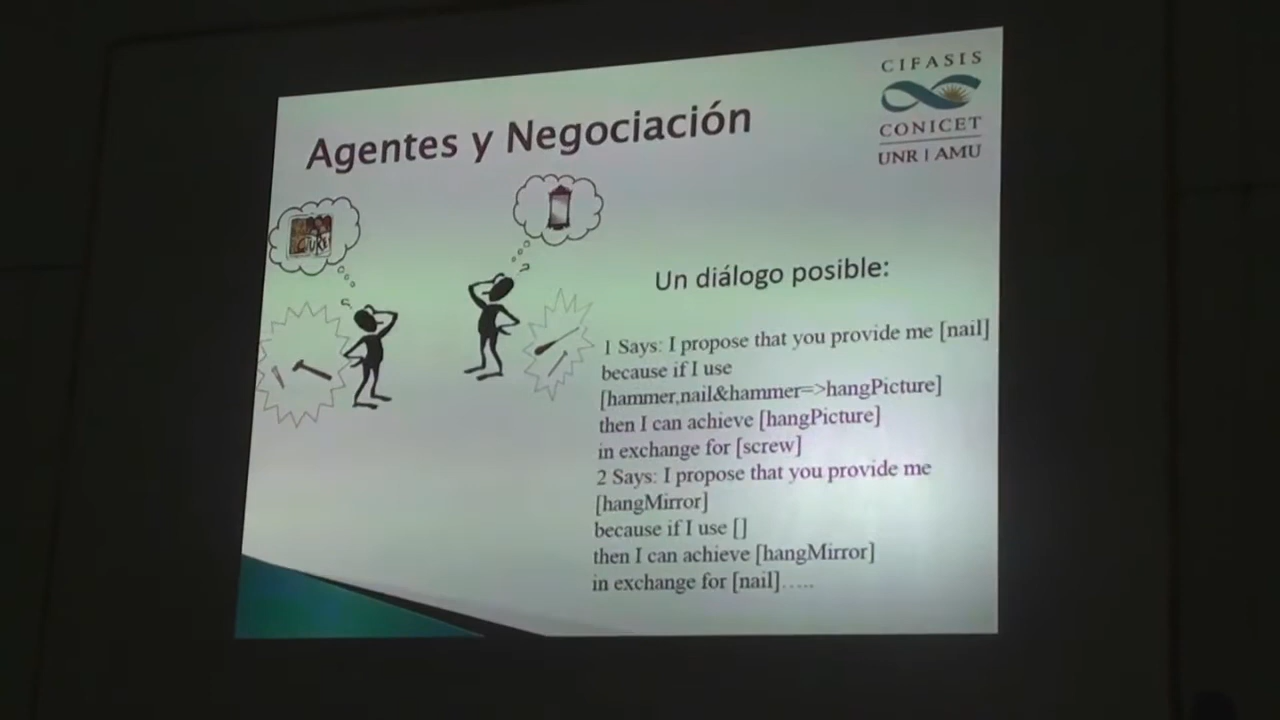 Agentes y Negociación
CIFASIS
CONICET
UNR | AMU
CURE
Un diálogo posible:
1 Says: I propose that you provide me [nail]
because if I use
[hammer,nail&hammer=>hangPicture]
then I can achieve [hangPicture]
in exchange for [screw]
2 Says: I propose that you provide me
[hangMirror]
because if I use []
then I can achieve [hangMirror]
in exchange for [nail].....